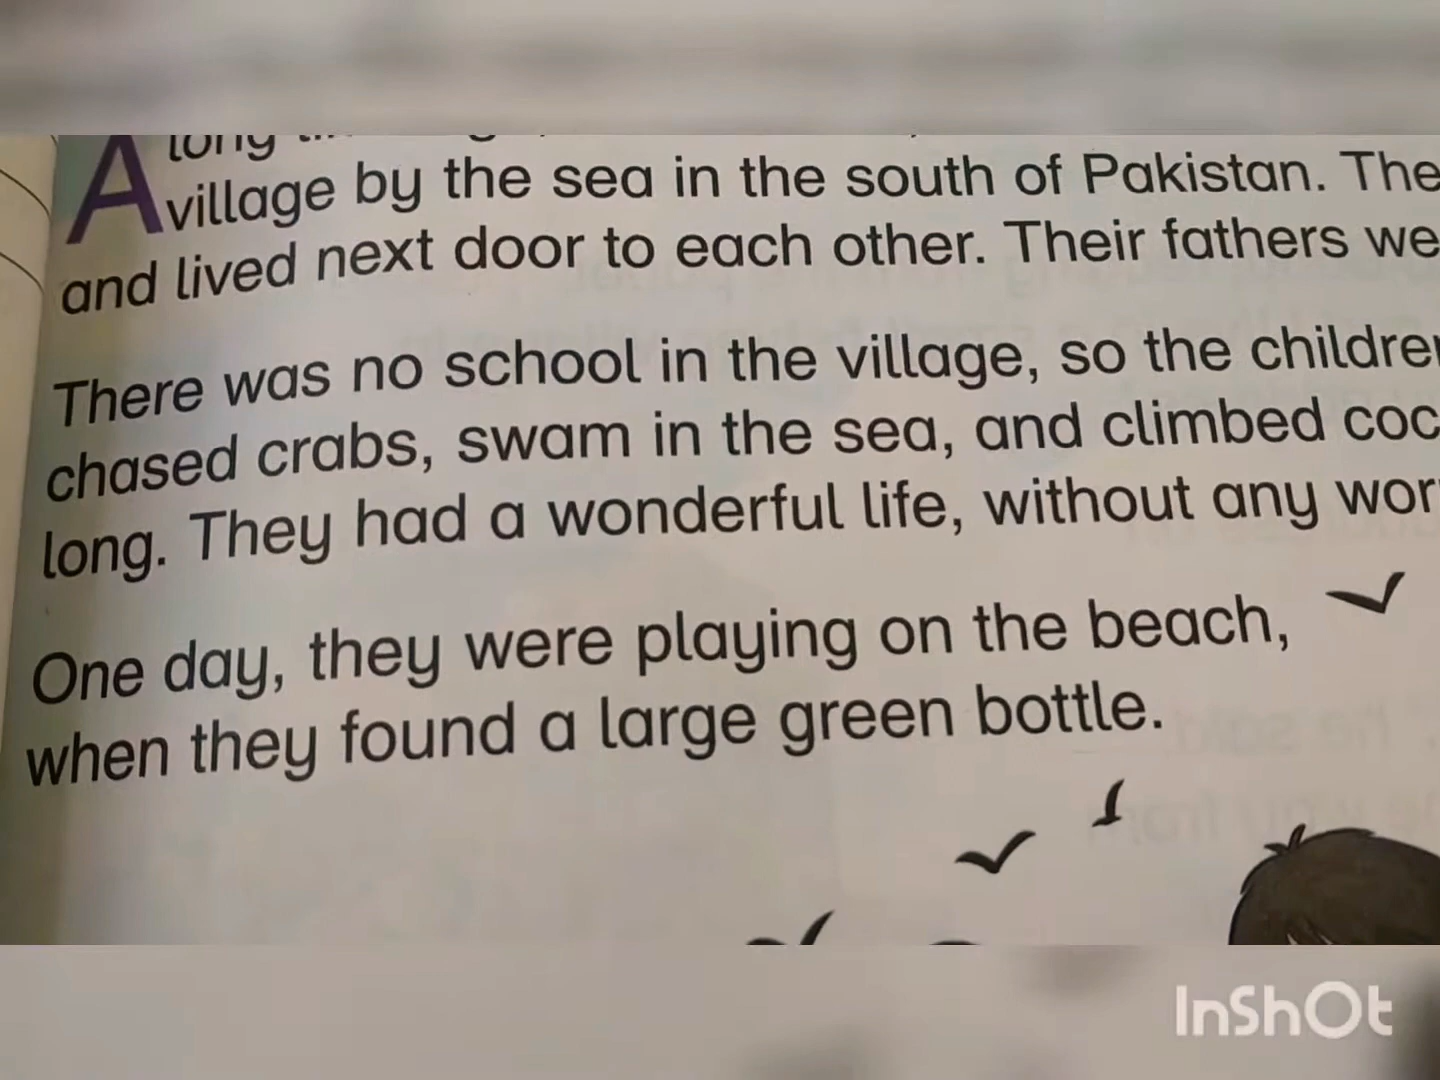 A long
village by the sea in the south of Pakistan. The
and lived next door to each other. Their fathers we
There was no school in the village, so the childre
chased crabs, swam in the sea, and climbed coc
long. They had a wonderful life, without any wor
One day, they were playing on the beach,
when they found a large green bottle.
InShOt